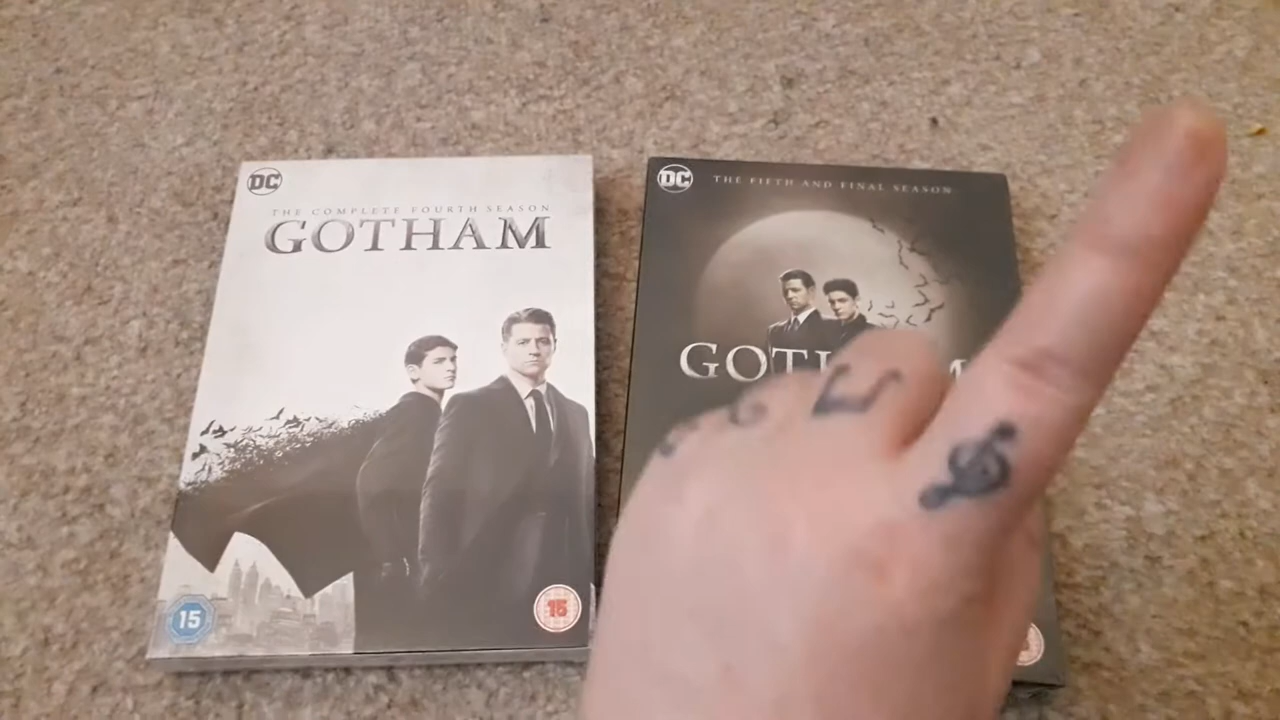 DC
THE COMPLETE FOURTH SEASON
GOTHAM
15
15
DC
THE FIFTH AND FINAL SEASON